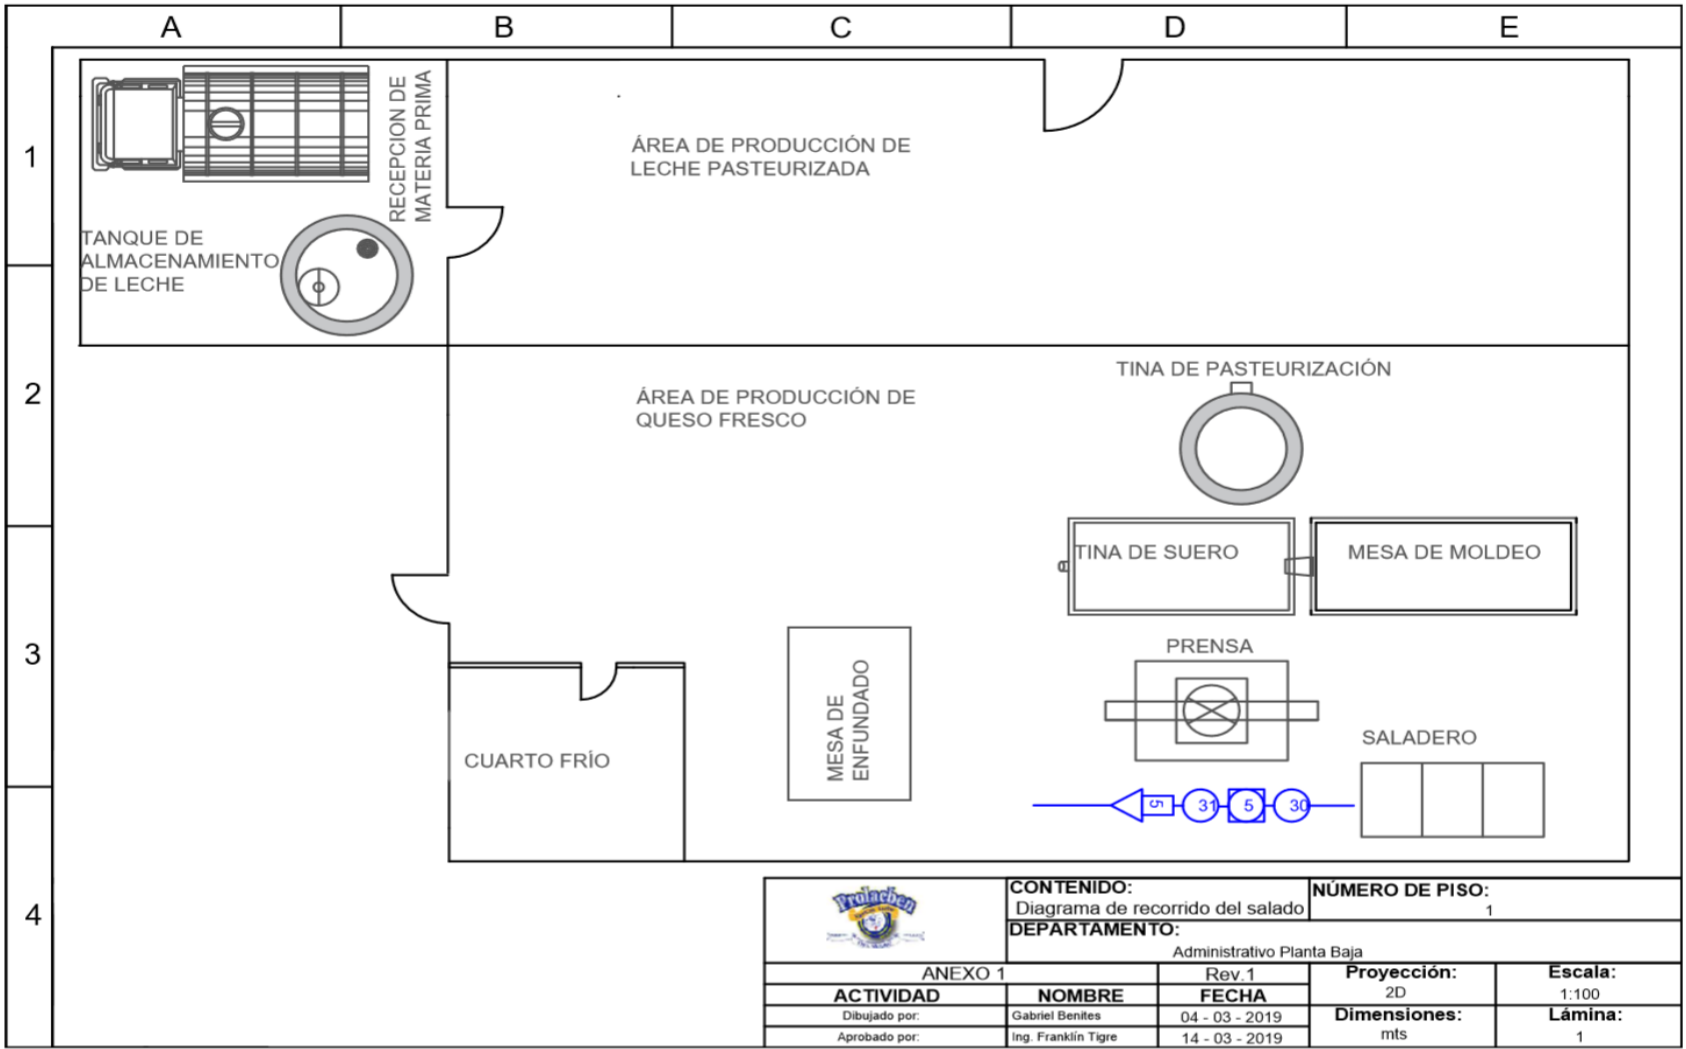 A B C D E
1
2
3
4
RECEPCION DE
MATERIA PRIMA
TANQUE DE
ALMACENAMIENTO
DE LECHE
ÁREA DE PRODUCCIÓN DE
LECHE PASTEURIZADA
ÁREA DE PRODUCCIÓN DE
QUESO FRESCO
TINA DE PASTEURIZACIÓN
TINA DE SUERO
MESA DE MOLDEO
PRENSA
MESA DE
ENFUNDADO
SALADERO
CUARTO FRÍO
5 31 5 30
Prolacben
CONTENIDO:
Diagrama de recorrido del salado
NÚMERO DE PISO:
1
DEPARTAMENTO:
Administrativo Planta Baja
ANEXO 1
Rev.1
Proyección:
2D
Escala:
1:100
ACTIVIDAD NOMBRE FECHA
Dibujado por: Gabriel Benites 04 - 03 - 2019
Aprobado por: Ing. Franklín Tigre 14 - 03 - 2019
Dimensiones:
mts
Lámina:
1